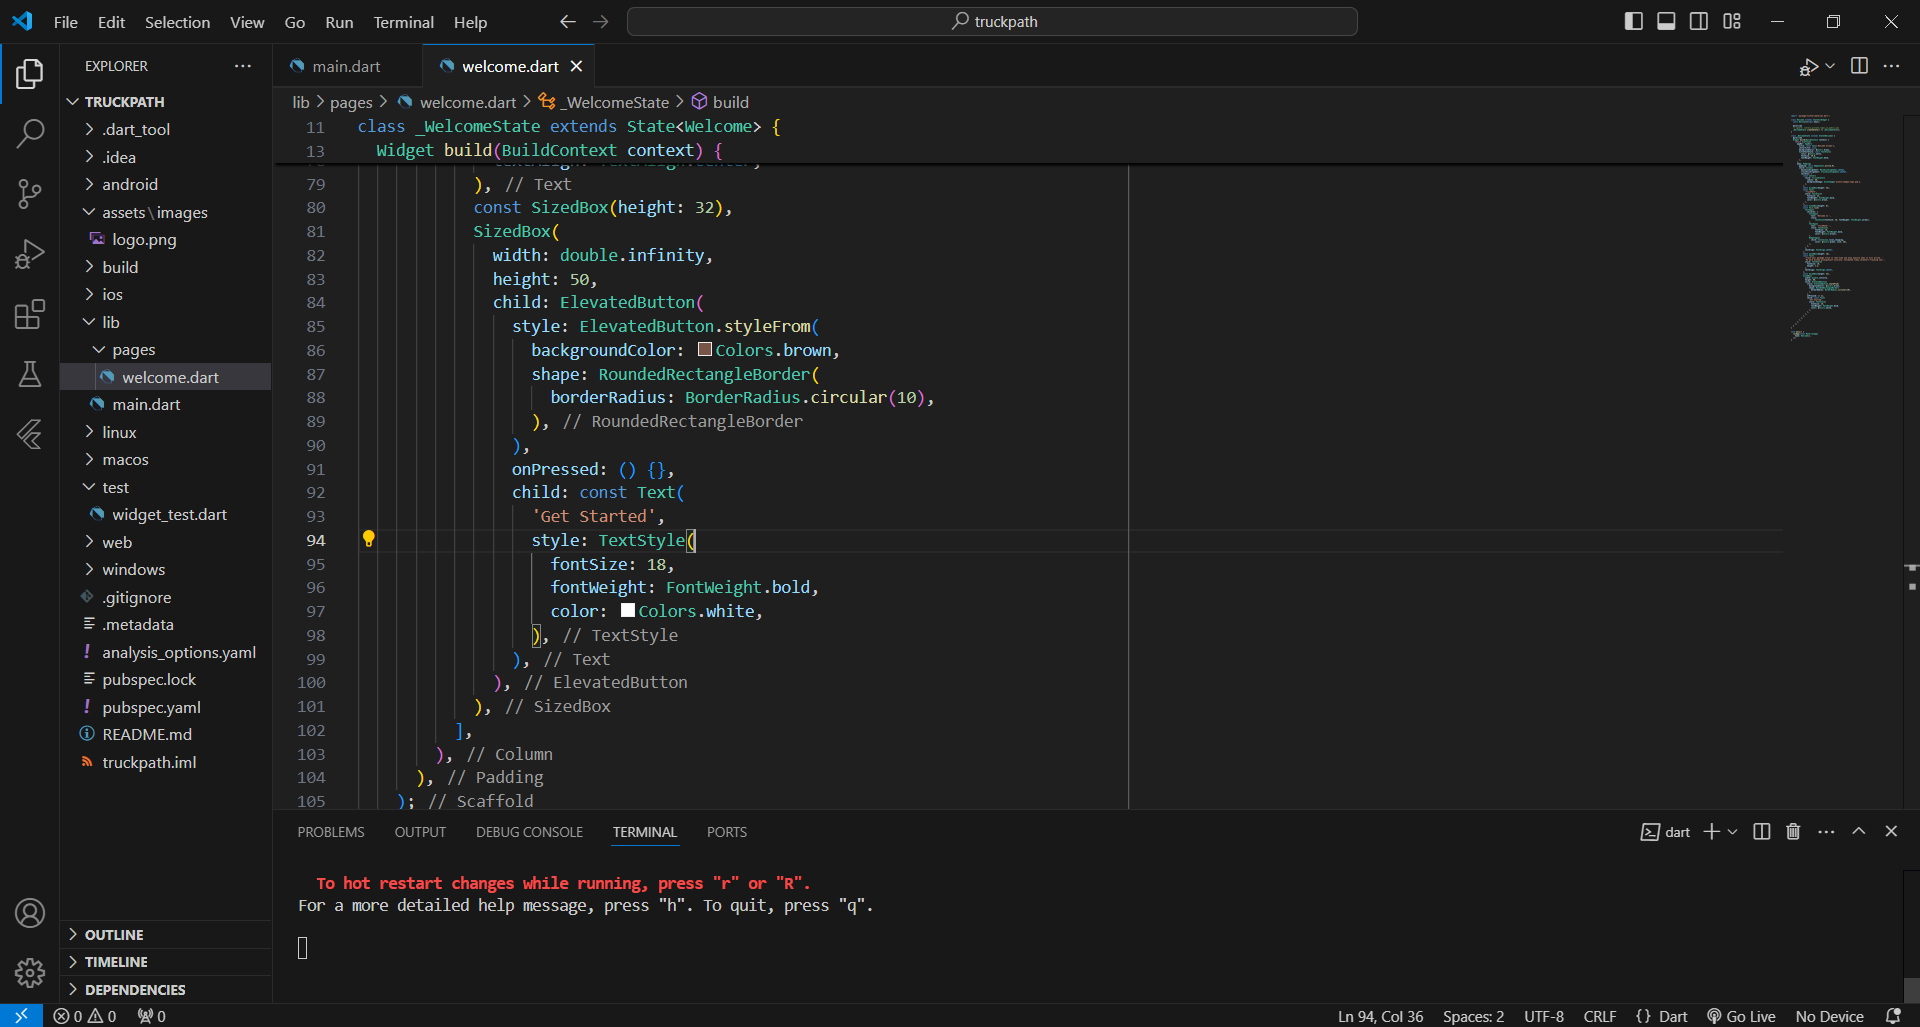 File Edit Selection View Go Run Terminal Help
truckpath
EXPLORER
TRUCKPATH
.dart_tool
.idea
android
assets\images
logo.png
build
ios
lib
pages
welcome.dart
main.dart
linux
macos
test
widget_test.dart
web
windows
.gitignore
.metadata
analysis_options.yaml
pubspec.lock
pubspec.yaml
README.md
truckpath.iml
OUTLINE
TIMELINE
DEPENDENCIES
main.dart welcome.dart
lib > pages > welcome.dart > _WelcomeState > build
11 class _WelcomeState extends State<Welcome> {
13 Widget build(BuildContext context) {
79 ), // Text
80 const SizedBox(height: 32),
81 SizedBox(
82 width: double.infinity,
83 height: 50,
84 child: ElevatedButton(
85 style: ElevatedButton.styleFrom(
86 backgroundColor: Colors.brown,
87 shape: RoundedRectangleBorder(
88 borderRadius: BorderRadius.circular(10),
89 ), // RoundedRectangleBorder
90 ),
91 onPressed: () {},
92 child: const Text(
93 'Get Started',
94 style: TextStyle(
95 fontSize: 18,
96 fontWeight: FontWeight.bold,
97 color: Colors.white,
98 ), // TextStyle
99 ), // Text
100 ), // ElevatedButton
101 ), // SizedBox
102 ],
103 ), // Column
104 ), // Padding
105 ); // Scaffold
PROBLEMS OUTPUT DEBUG CONSOLE TERMINAL PORTS
dart
To hot restart changes while running, press "r" or "R".
For a more detailed help message, press "h". To quit, press "q".
0 0 0
Ln 94, Col 36 Spaces: 2 UTF-8 CRLF {} Dart Go Live No Device